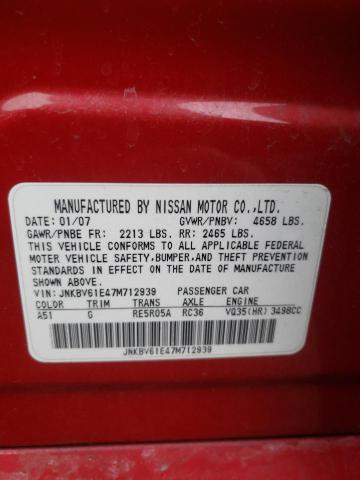 MANUFACTURED BY NISSAN MOTOR CO.,LTD.
DATE: 01/07 GVWR/PNBV: 4658 LBS.
GAWR/PNBE FR: 2213 LBS. RR: 2465 LBS.
THIS VEHICLE CONFORMS TO ALL APPLICABLE FEDERAL
MOTOR VEHICLE SAFETY,BUMPER,AND THEFT PREVENTION
STANDARDS IN EFFECT ON THE DATE OF MANUFACTURE
SHOWN ABOVE.
VIN: JNKBV61E47M712939 PASSENGER CAR
COLOR TRIM TRANS AXLE ENGINE
A51 G RE5R05A RC36 VQ35(HR) 3498CC
JNKBV61E47M712939